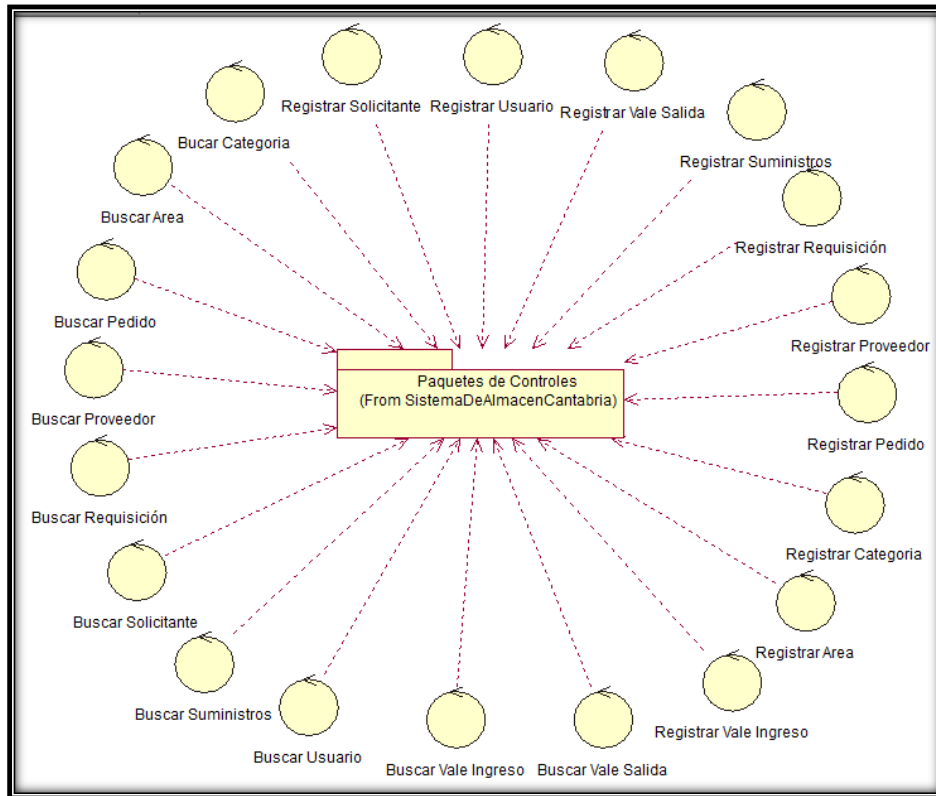 Registrar Solicitante
Registrar Usuario
Registrar Vale Salida
Bucar Categoria
Registrar Suministros
Buscar Area
Registrar Requisición
Buscar Pedido
Registrar Proveedor
Paquetes de Controles
(From SistemaDeAlmacenCantabria)
Buscar Proveedor
Registrar Pedido
Buscar Requisición
Registrar Categoria
Buscar Solicitante
Registrar Area
Buscar Suministros
Registrar Vale Ingreso
Buscar Usuario
Buscar Vale Ingreso
Buscar Vale Salida